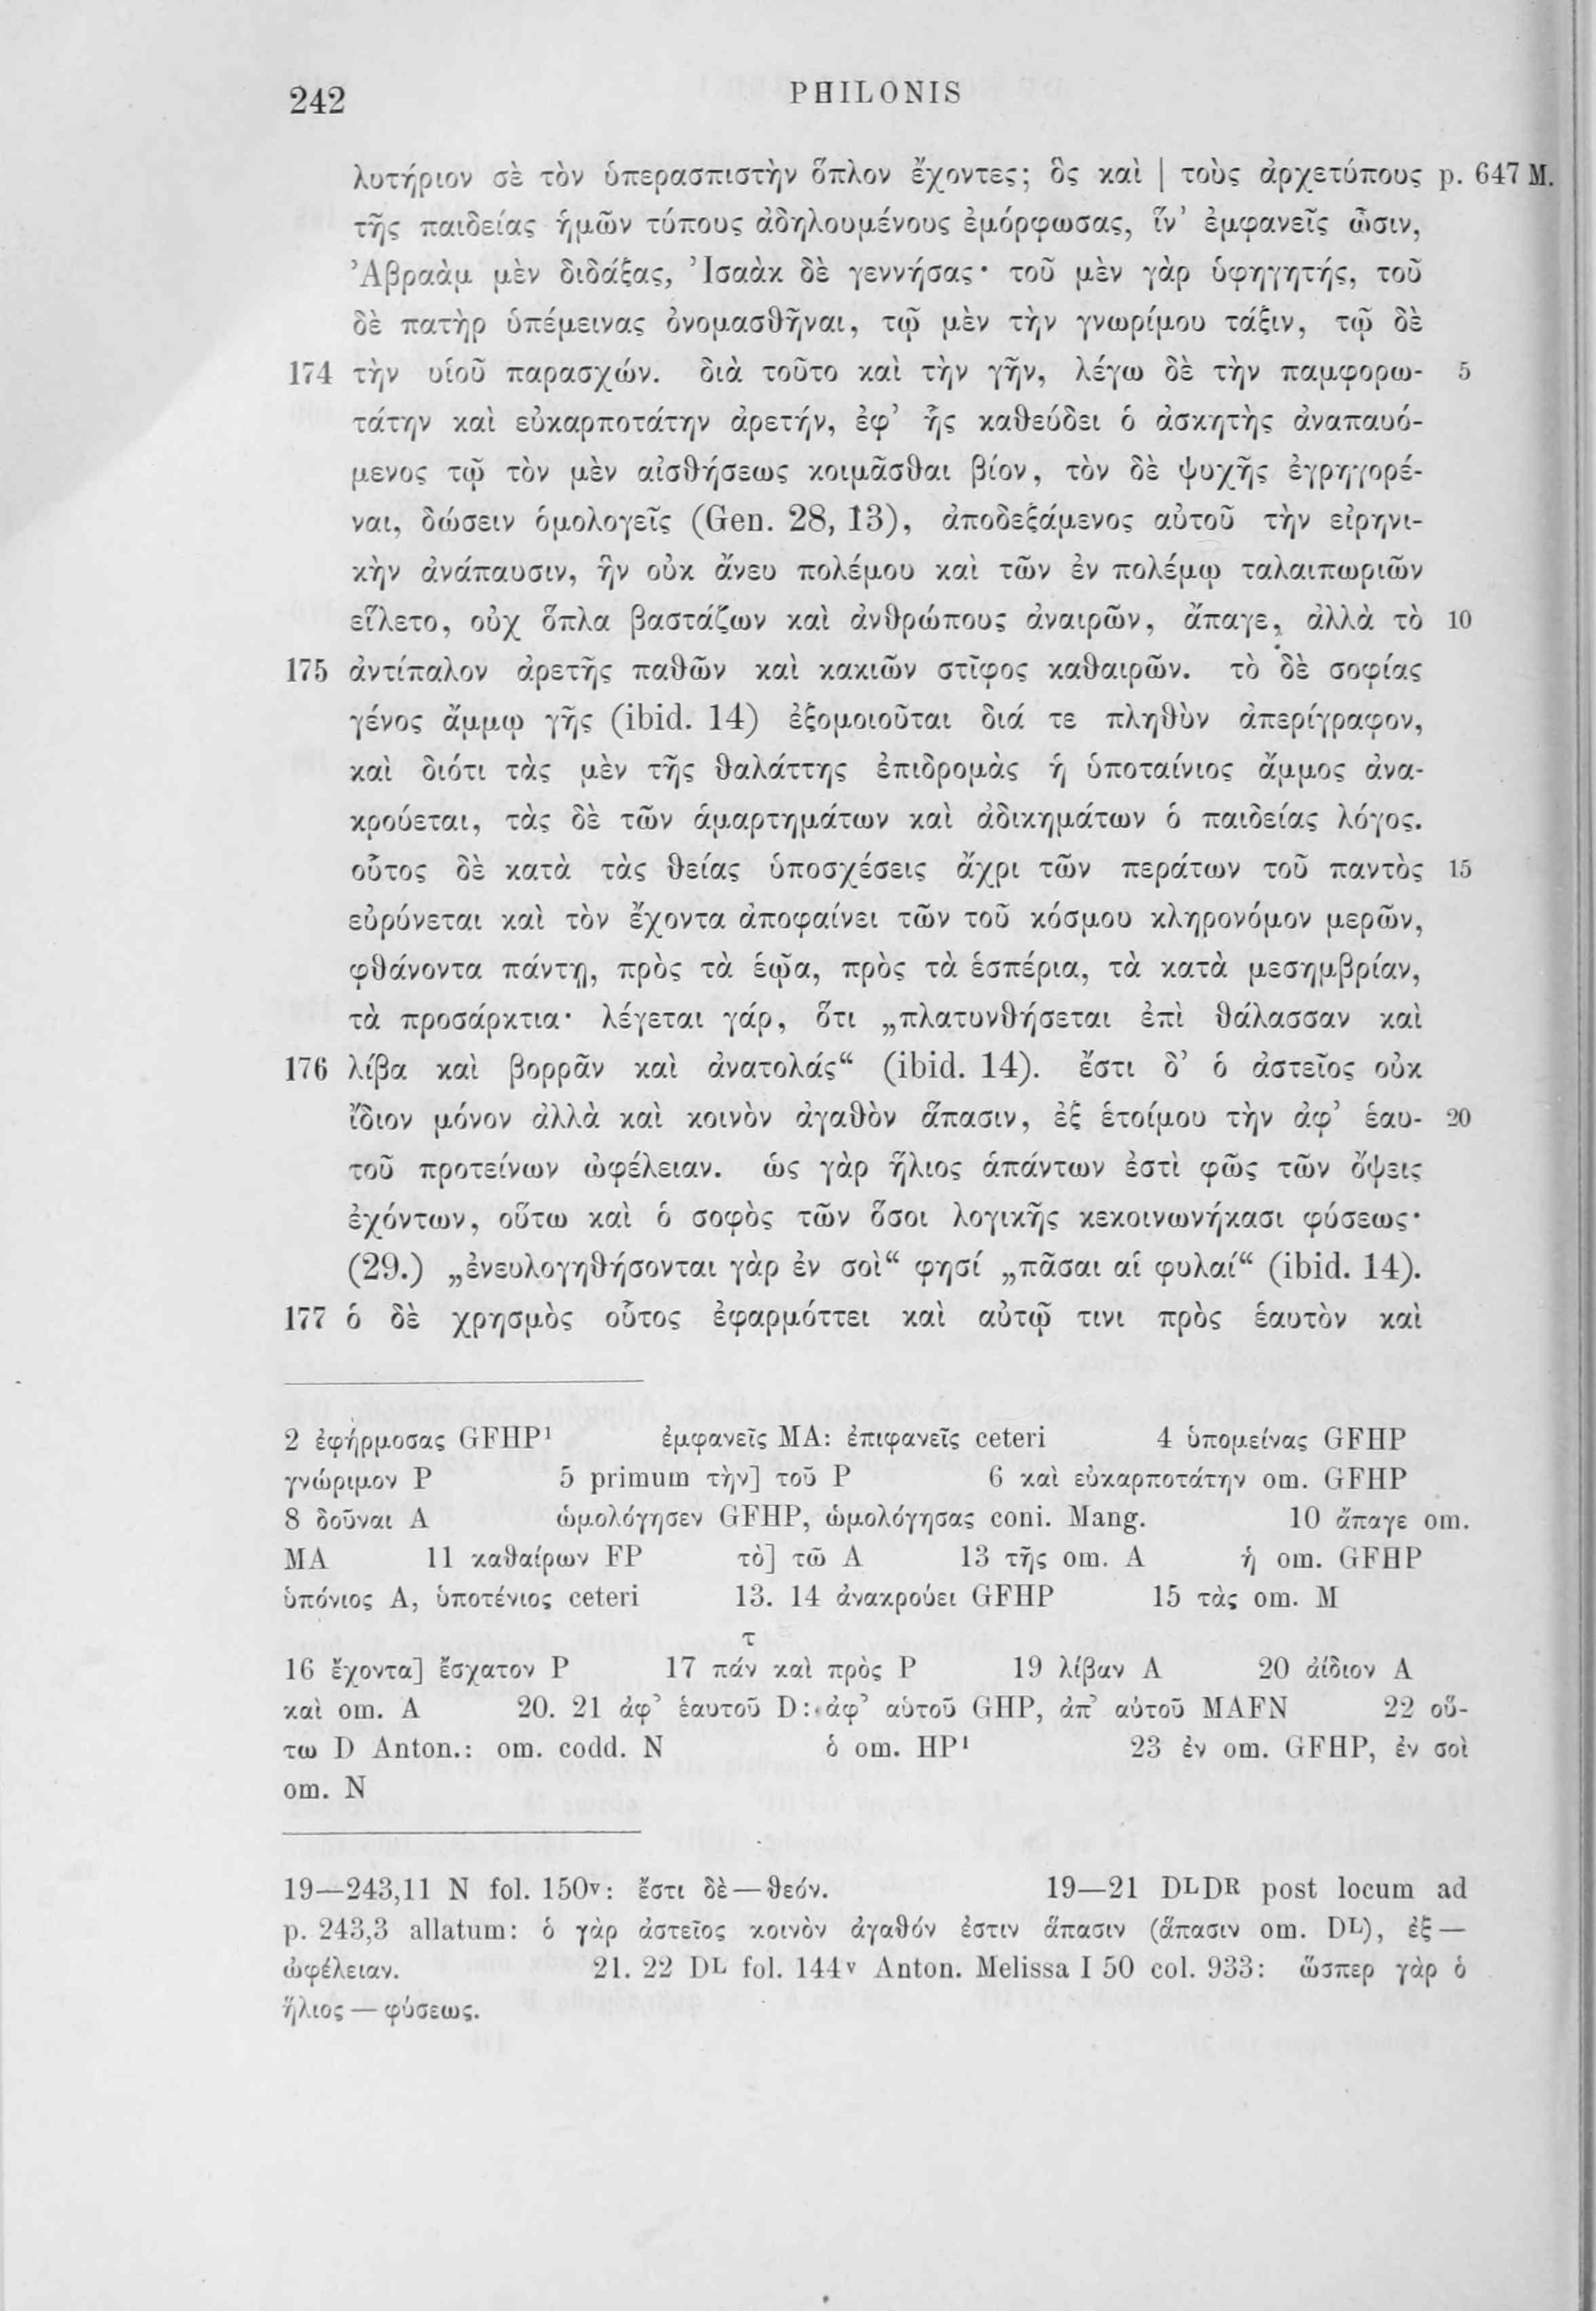 242 PHILONIS
λυτήριον σὲ τὸν ὑπερασπιστὴν ὅπλον ἔχοντες; ὃς καὶ | τοὺς ἀρχετύπους p. 647 M.
τῆς παιδείας ἡμῶν τύπους ἀδηλουμένους ἐμόρφωσας, ἵν’ ἐμφανεῖς ὦσιν,
Ἀβραὰμ μὲν διδάξας, Ἰσαὰκ δὲ γεννήσας· τοῦ μὲν γὰρ ὑφηγητής, τοῦ
δὲ πατὴρ ὑπέμεινας ὀνομασθῆναι, τῷ μὲν τὴν γνωρίμου τάξιν, τῷ δὲ
174 τὴν υἱοῦ παρασχών. διὰ τοῦτο καὶ τὴν γῆν, λέγω δὲ τὴν παμφορω- 5
τάτην καὶ εὐκαρποτάτην ἀρετήν, ἐφ’ ἧς καθεύδει ὁ ἀσκητὴς ἀναπαυό-
μενος τῷ τὸν μὲν αἰσθήσεως κοιμᾶσθαι βίον, τὸν δὲ ψυχῆς ἐγρηγορέ-
ναι, δώσειν ὁμολογεῖς (Gen. 28, 13), ἀποδεξάμενος αὐτοῦ τὴν εἰρηνι-
κὴν ἀνάπαυσιν, ἣν οὐκ ἄνευ πολέμου καὶ τῶν ἐν πολέμῳ ταλαιπωριῶν
εἵλετο, οὐχ ὅπλα βαστάζων καὶ ἀνθρώπους ἀναιρῶν, ἄπαγε, ἀλλὰ τὸ 10
175 ἀντίπαλον ἀρετῆς παθῶν καὶ κακιῶν στῖφος καθαιρῶν. τὸ δὲ σοφίας
γένος ἄμμῳ γῆς (ibid. 14) ἐξομοιοῦται διά τε πληθὺν ἀπερίγραφον,
καὶ διότι τὰς μὲν τῆς θαλάττης ἐπιδρομὰς ἡ ὑποταίνιος ἄμμος ἀνα-
κρούεται, τὰς δὲ τῶν ἁμαρτημάτων καὶ ἀδικημάτων ὁ παιδείας λόγος.
οὗτος δὲ κατὰ τὰς θείας ὑποσχέσεις ἄχρι τῶν περάτων τοῦ παντὸς 15
εὐρύνεται καὶ τὸν ἔχοντα ἀποφαίνει τῶν τοῦ κόσμου κληρονόμον μερῶν,
φθάνοντα πάντῃ, πρὸς τὰ ἑῷα, πρὸς τὰ ἑσπέρια, τὰ κατὰ μεσημβρίαν,
τὰ προσάρκτια· λέγεται γάρ, ὅτι „πλατυνθήσεται ἐπὶ θάλασσαν καὶ
176 λίβα καὶ βορρᾶν καὶ ἀνατολάς“ (ibid. 14). ἔστι δ’ ὁ ἀστεῖος οὐκ
ἴδιον μόνον ἀλλὰ καὶ κοινὸν ἀγαθὸν ἅπασιν, ἐξ ἑτοίμου τὴν ἀφ’ ἑαυ- 20
τοῦ προτείνων ὠφέλειαν. ὡς γὰρ ἥλιος ἁπάντων ἐστὶ φῶς τῶν ὄψεις
ἐχόντων, οὕτω καὶ ὁ σοφὸς τῶν ὅσοι λογικῆς κεκοινωνήκασι φύσεως·
(29.) „ἐνευλογηθήσονται γὰρ ἐν σοὶ“ φησί „πᾶσαι αἱ φυλαί“ (ibid. 14).
177 ὁ δὲ χρησμὸς οὗτος ἐφαρμόττει καὶ αὐτῷ τινι πρὸς ἑαυτὸν καὶ
2 ἐφήρμοσας GFHP¹ ἐμφανεῖς MA: ἐπιφανεῖς ceteri 4 ὑπομείνας GFHP
γνώριμον P 5 primum τὴν] τοῦ P 6 καὶ εὐκαρποτάτην om. GFHP
8 δοῦναι A ὡμολόγησεν GFHP, ὡμολόγησας coni. Mang. 10 ἄπαγε om.
MA 11 καθαίρων FP τὸ] τῶ A 13 τῆς om. A ἡ om. GFHP
ὑπόνιος A, ὑποτένιος ceteri 13. 14 ἀνακρούει GFHP 15 τὰς om. M
τ
16 ἔχοντα] ἔσχατον P 17 πάν καὶ πρὸς P 19 λίβαν A 20 ἀίδιον A
καὶ om. A 20. 21 ἀφ’ ἑαυτοῦ D: ἀφ’ αὑτοῦ GHP, ἀπ’ αὐτοῦ MAFN 22 οὕ-
τω D Anton.: om. codd. N ὁ om. HP¹ 23 ἐν om. GFHP, ἐν σοὶ
om. N
19—243,11 N fol. 150v: ἔστι δὲ — θεόν. 19—21 DLDR post locum ad
p. 243,3 allatum: ὁ γὰρ ἀστεῖος κοινὸν ἀγαθόν ἐστιν ἅπασιν (ἅπασιν om. DL), ἐξ —
ὠφέλειαν. 21. 22 DL fol. 144v Anton. Melissa I 50 col. 933: ὥσπερ γὰρ ὁ
ἥλιος — φύσεως.